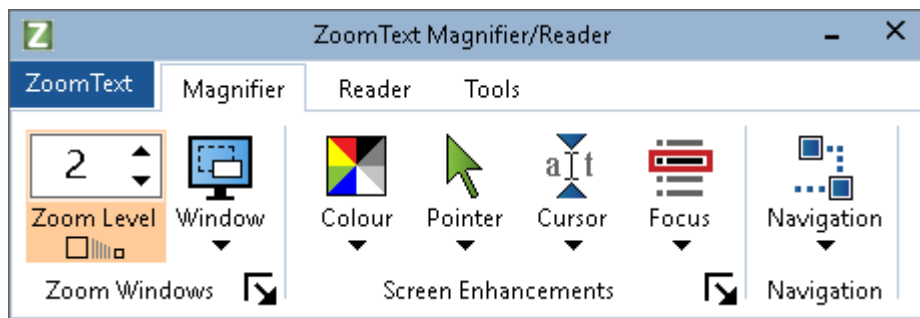 Z
ZoomText Magnifier/Reader
ZoomText Magnifier Reader Tools
2
a t
Zoom Level Window Colour Pointer Cursor Focus Navigation
Zoom Windows Screen Enhancements Navigation